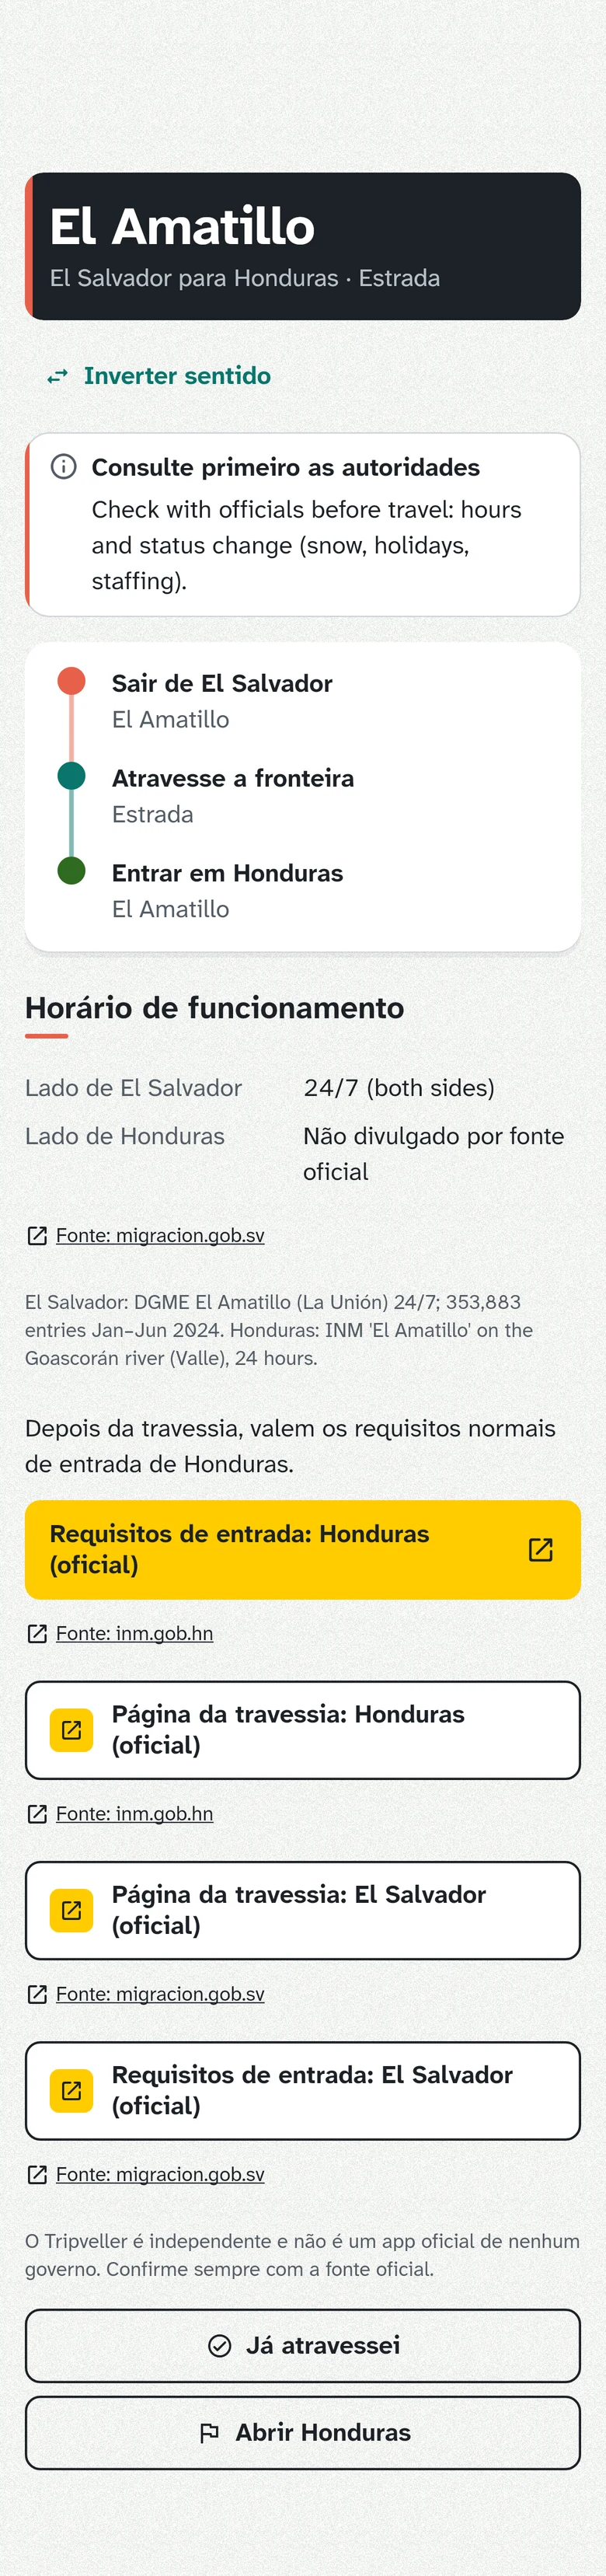 El Amatillo
El Salvador para Honduras · Estrada
Inverter sentido
Consulte primeiro as autoridades
Check with officials before travel: hours
and status change (snow, holidays,
staffing).
Sair de El Salvador
El Amatillo
Atravesse a fronteira
Estrada
Entrar em Honduras
El Amatillo
Horário de funcionamento
Lado de El Salvador 24/7 (both sides)
Lado de Honduras Não divulgado por fonte
oficial
Fonte: migracion.gob.sv
El Salvador: DGME El Amatillo (La Unión) 24/7; 353,883
entries Jan–Jun 2024. Honduras: INM 'El Amatillo' on the
Goascorán river (Valle), 24 hours.
Depois da travessia, valem os requisitos normais
de entrada de Honduras.
Requisitos de entrada: Honduras
(oficial)
Fonte: inm.gob.hn
Página da travessia: Honduras
(oficial)
Fonte: inm.gob.hn
Página da travessia: El Salvador
(oficial)
Fonte: migracion.gob.sv
Requisitos de entrada: El Salvador
(oficial)
Fonte: migracion.gob.sv
O Tripveller é independente e não é um app oficial de nenhum
governo. Confirme sempre com a fonte oficial.
Já atravessei
Abrir Honduras